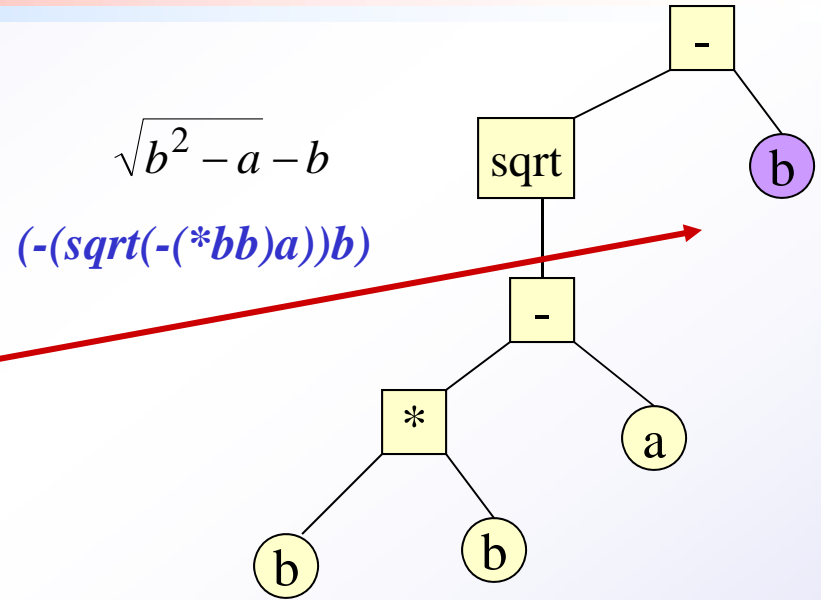 -
sqrt
b
√b² – a – b
(-(sqrt(-(*bb)a))b)
-
*
a
b
b